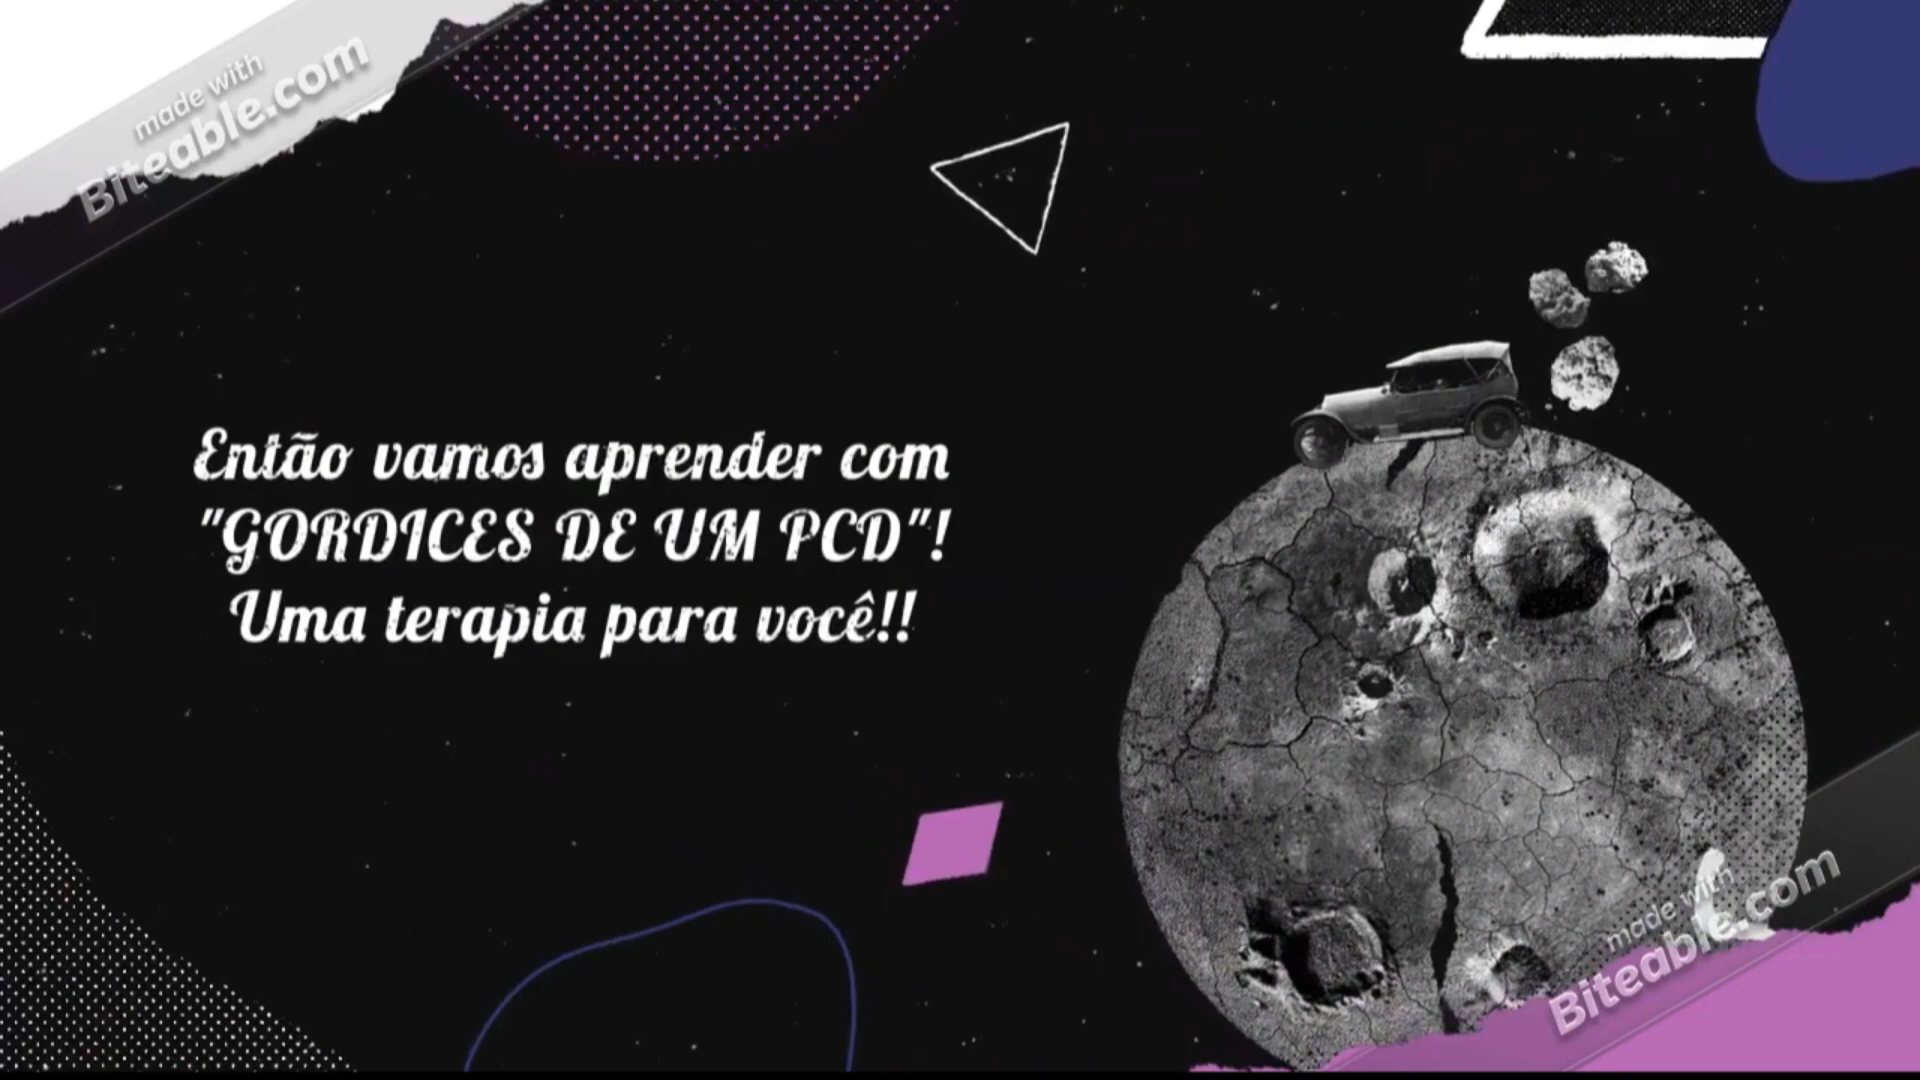 made with
Biteable.com
Então vamos aprender com
"GORDICES DE UM PCD"!
Uma terapia para você!!
made with
Biteable.com